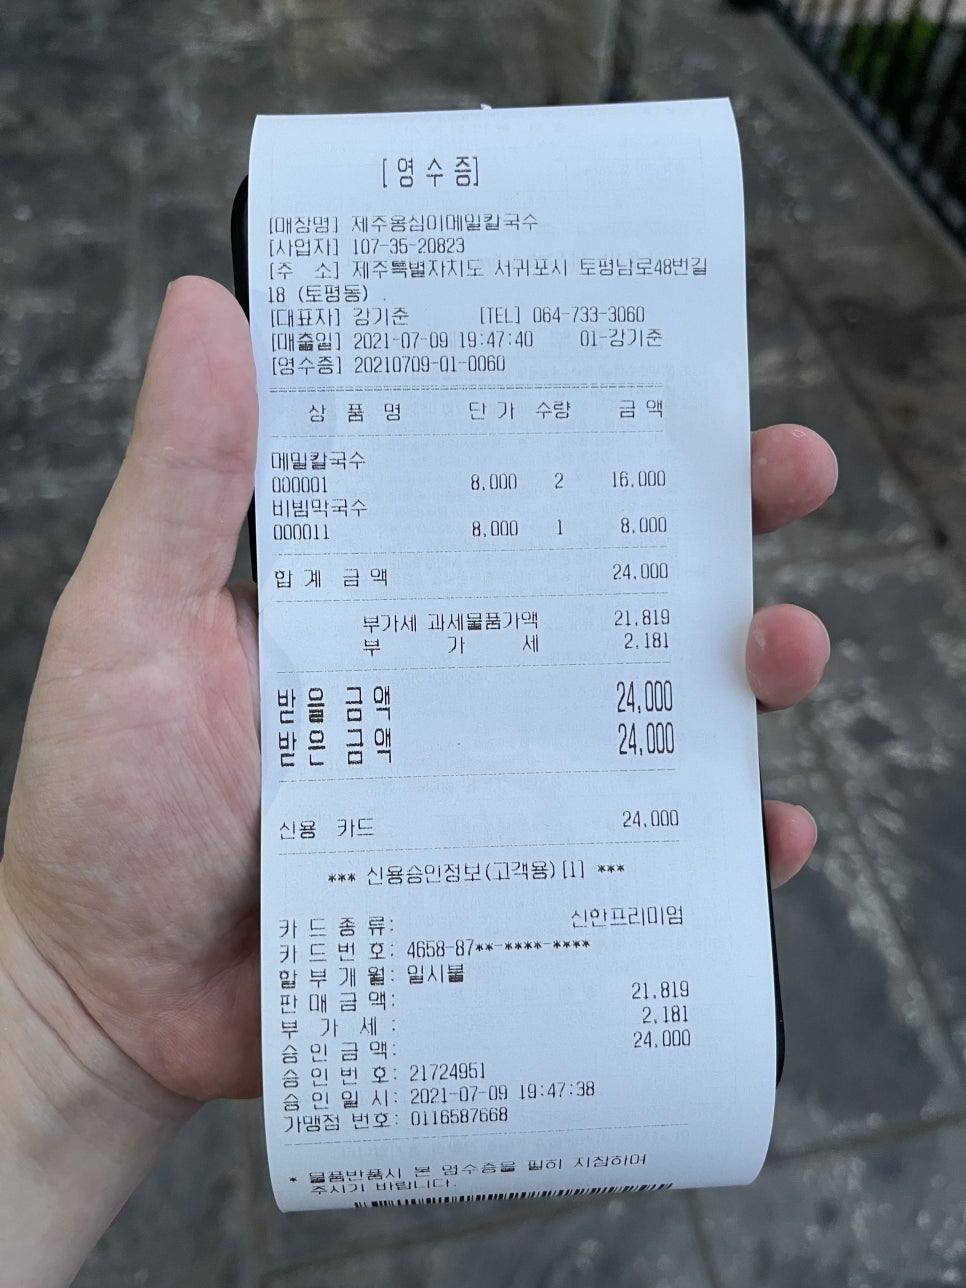 [영 수 증]
[매장명] 제주옹심이메밀칼국수
[사업자] 107-35-20823
[주 소] 제주특별자치도 서귀포시 토평남로48번길
18 (토평동) .
[대표자] 강기준 [TEL] 064-733-3060
[매출일] 2021-07-09 19:47:40 01-강기준
[영수증] 20210709-01-0060
상 품 명 단 가 수량 금 액
메밀칼국수
000001 8,000 2 16,000
비빔막국수
000011 8,000 1 8,000
합 계 금 액 24,000
부가세 과세물품가액 21,819
부 가 세 2,181
받 을 금 액 24,000
받 은 금 액 24,000
신용 카드 24,000
*** 신용승인정보(고객용) [1] ***
카 드 종 류: 신한프리미엄
카 드 번 호: 4658-87**-****-****
할 부 개 월: 일시불
판 매 금 액: 21,819
부 가 세 : 2,181
승 인 금 액: 24,000
승 인 번 호: 21724951
승 인 일 시: 2021-07-09 19:47:38
가맹점 번호: 0116587668
* 물품반품시 본 영수증을 필히 지참하여
주시기 바랍니다.